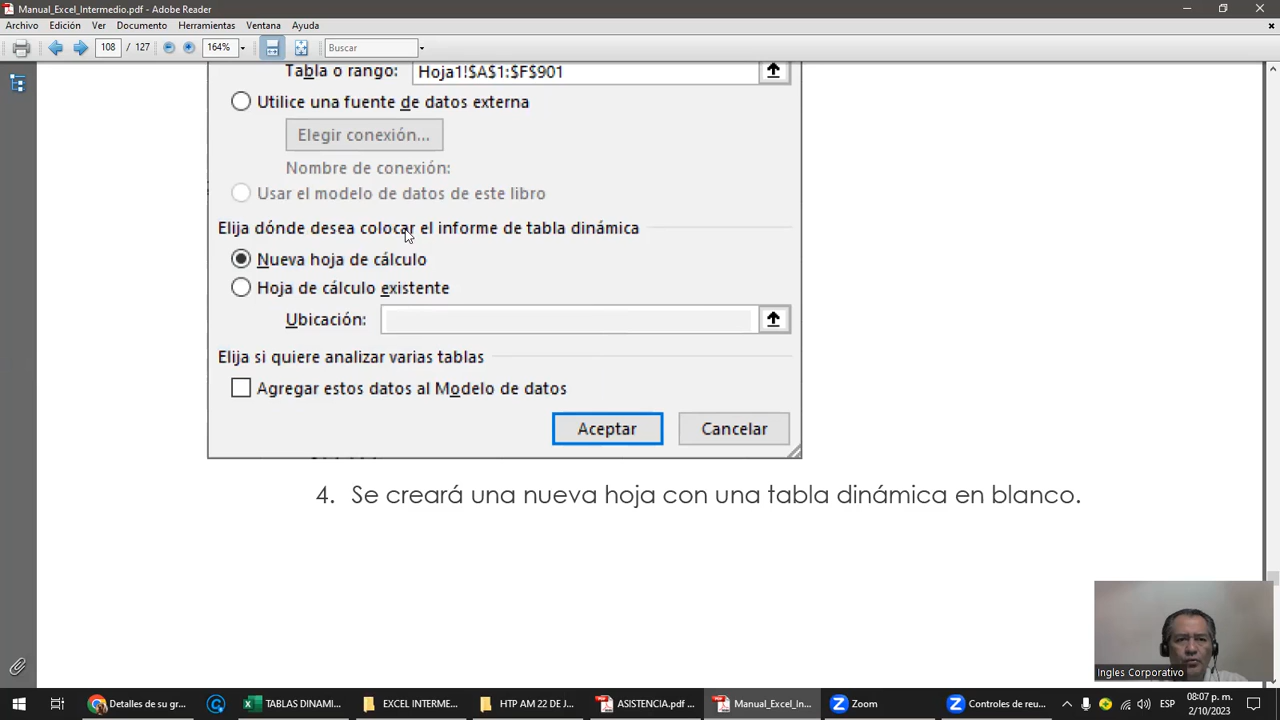 Manual_Excel_Intermedio.pdf - Adobe Reader
Archivo Edición Ver Documento Herramientas Ventana Ayuda
108 / 127 164% Buscar
Tabla o rango: Hoja1!$A$1:$F$901
Utilice una fuente de datos externa
Elegir conexión...
Nombre de conexión:
Usar el modelo de datos de este libro
Elija dónde desea colocar el informe de tabla dinámica
Nueva hoja de cálculo
Hoja de cálculo existente
Ubicación:
Elija si quiere analizar varias tablas
Agregar estos datos al Modelo de datos
Aceptar Cancelar
4. Se creará una nueva hoja con una tabla dinámica en blanco.
Ingles Corporativo
Detalles de su gr... TABLAS DINAMI... EXCEL INTERME... HTP AM 22 DE J... ASISTENCIA.pdf ... Manual_Excel_In... Zoom Controles de reu... ESP 08:07 p. m.
2/10/2023